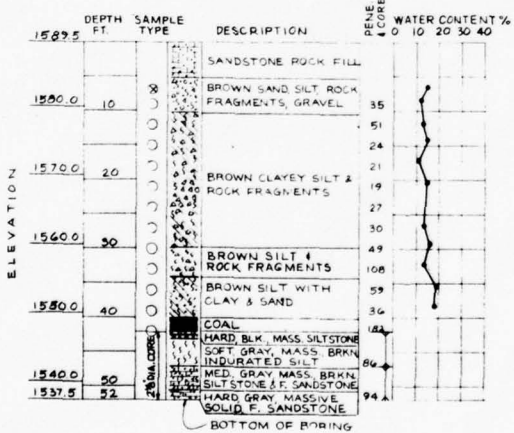 DEPTH FT.
SAMPLE TYPE
DESCRIPTION
PENE. & CORE
WATER CONTENT %
0 10 20 30 40
ELEVATION
1589.5
SANDSTONE ROCK FILL
BROWN SAND, SILT, ROCK
FRAGMENTS, GRAVEL
1580.0 10 35
51
24
BROWN CLAYEY SILT &
ROCK FRAGMENTS
21
1570.0 20 19
27
30
1560.0 30 49
BROWN SILT &
ROCK FRAGMENTS
108
BROWN SILT WITH
CLAY & SAND
59
1550.0 40 36
COAL
HARD, BLK., MASS. SILTSTONE
SOFT, GRAY, MASS., BRKN.
INDURATED SILT
86
MED. GRAY, MASS., BRKN.
SILTSTONE & F. SANDSTONE
1540.0 50
1537.5 52 94
HARD, GRAY, MASSIVE
SOLID, F. SANDSTONE
DIA. CORE
BOTTOM OF BORING